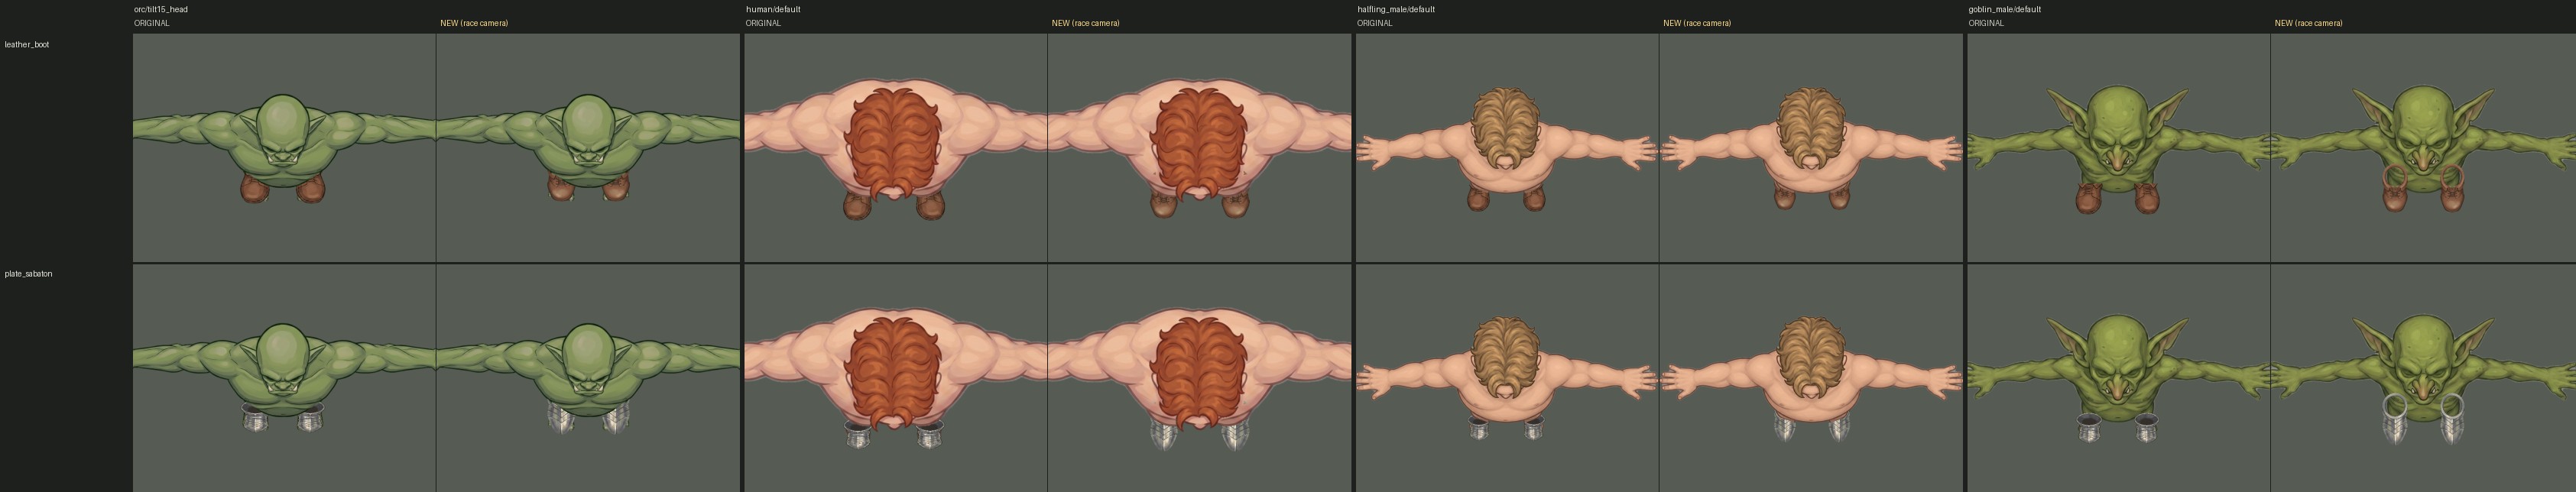 orc/tilt15_head human/default halfling_male/default goblin_male/default
ORIGINAL NEW (race camera) ORIGINAL NEW (race camera) ORIGINAL NEW (race camera) ORIGINAL NEW (race camera)
leather_boot
plate_sabaton